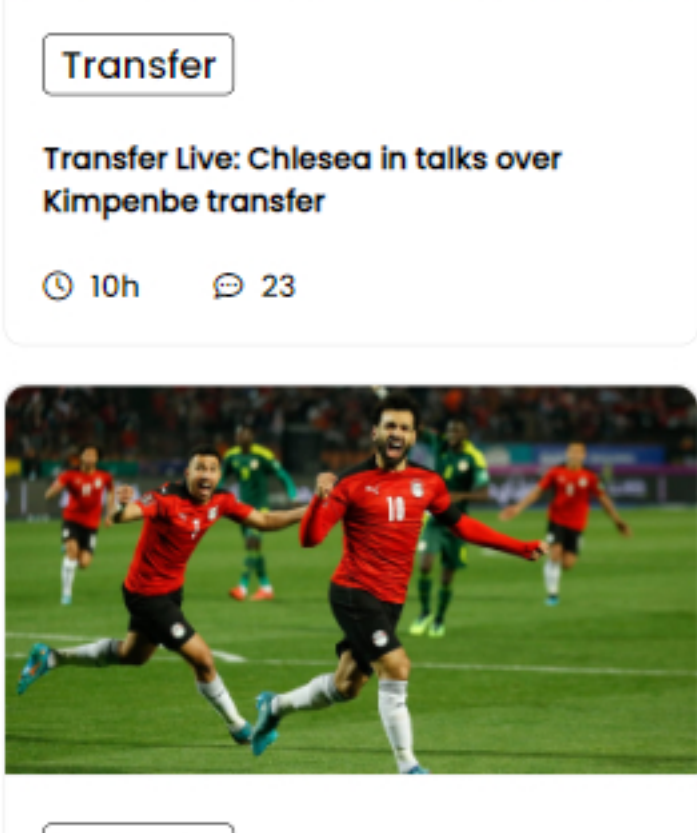 Transfer
Transfer Live: Chlesea in talks over
Kimpenbe transfer
10h 23
10